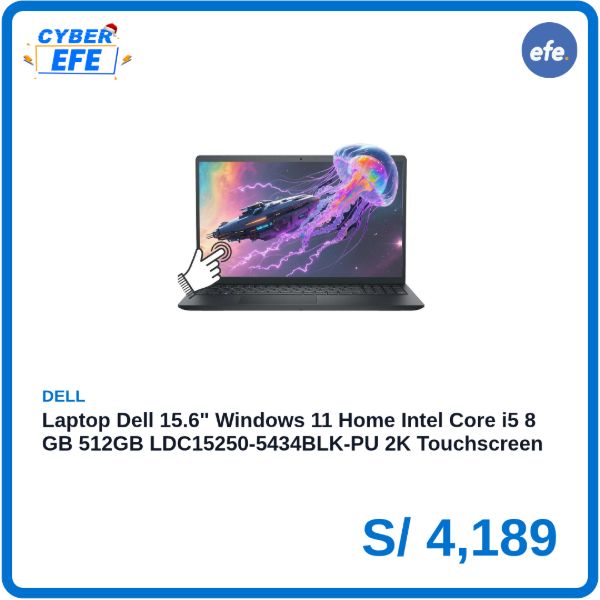 CYBER
EFE
efe.
DELL
Laptop Dell 15.6" Windows 11 Home Intel Core i5 8
GB 512GB LDC15250-5434BLK-PU 2K Touchscreen
S/ 4,189